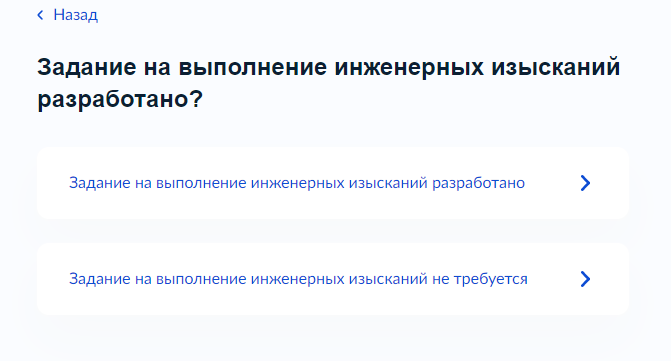 Назад
Задание на выполнение инженерных изысканий
разработано?
Задание на выполнение инженерных изысканий разработано
Задание на выполнение инженерных изысканий не требуется